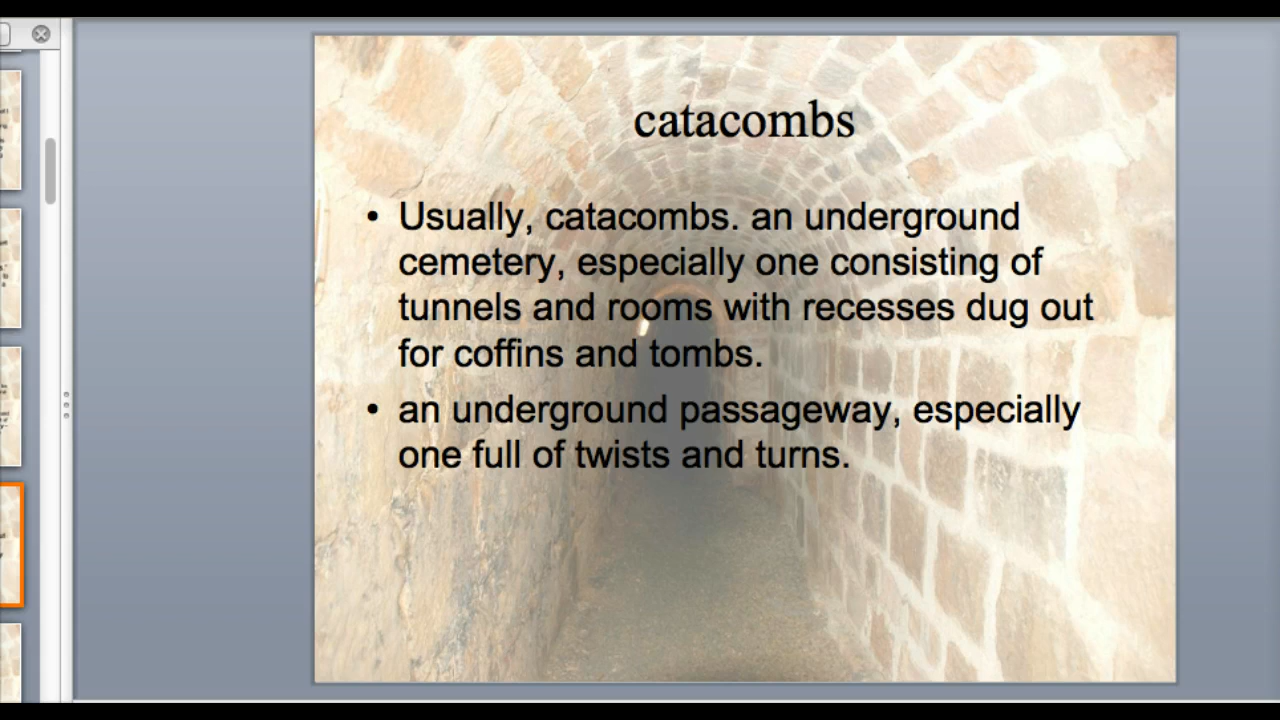 catacombs
• Usually, catacombs. an underground
cemetery, especially one consisting of
tunnels and rooms with recesses dug out
for coffins and tombs.
• an underground passageway, especially
one full of twists and turns.